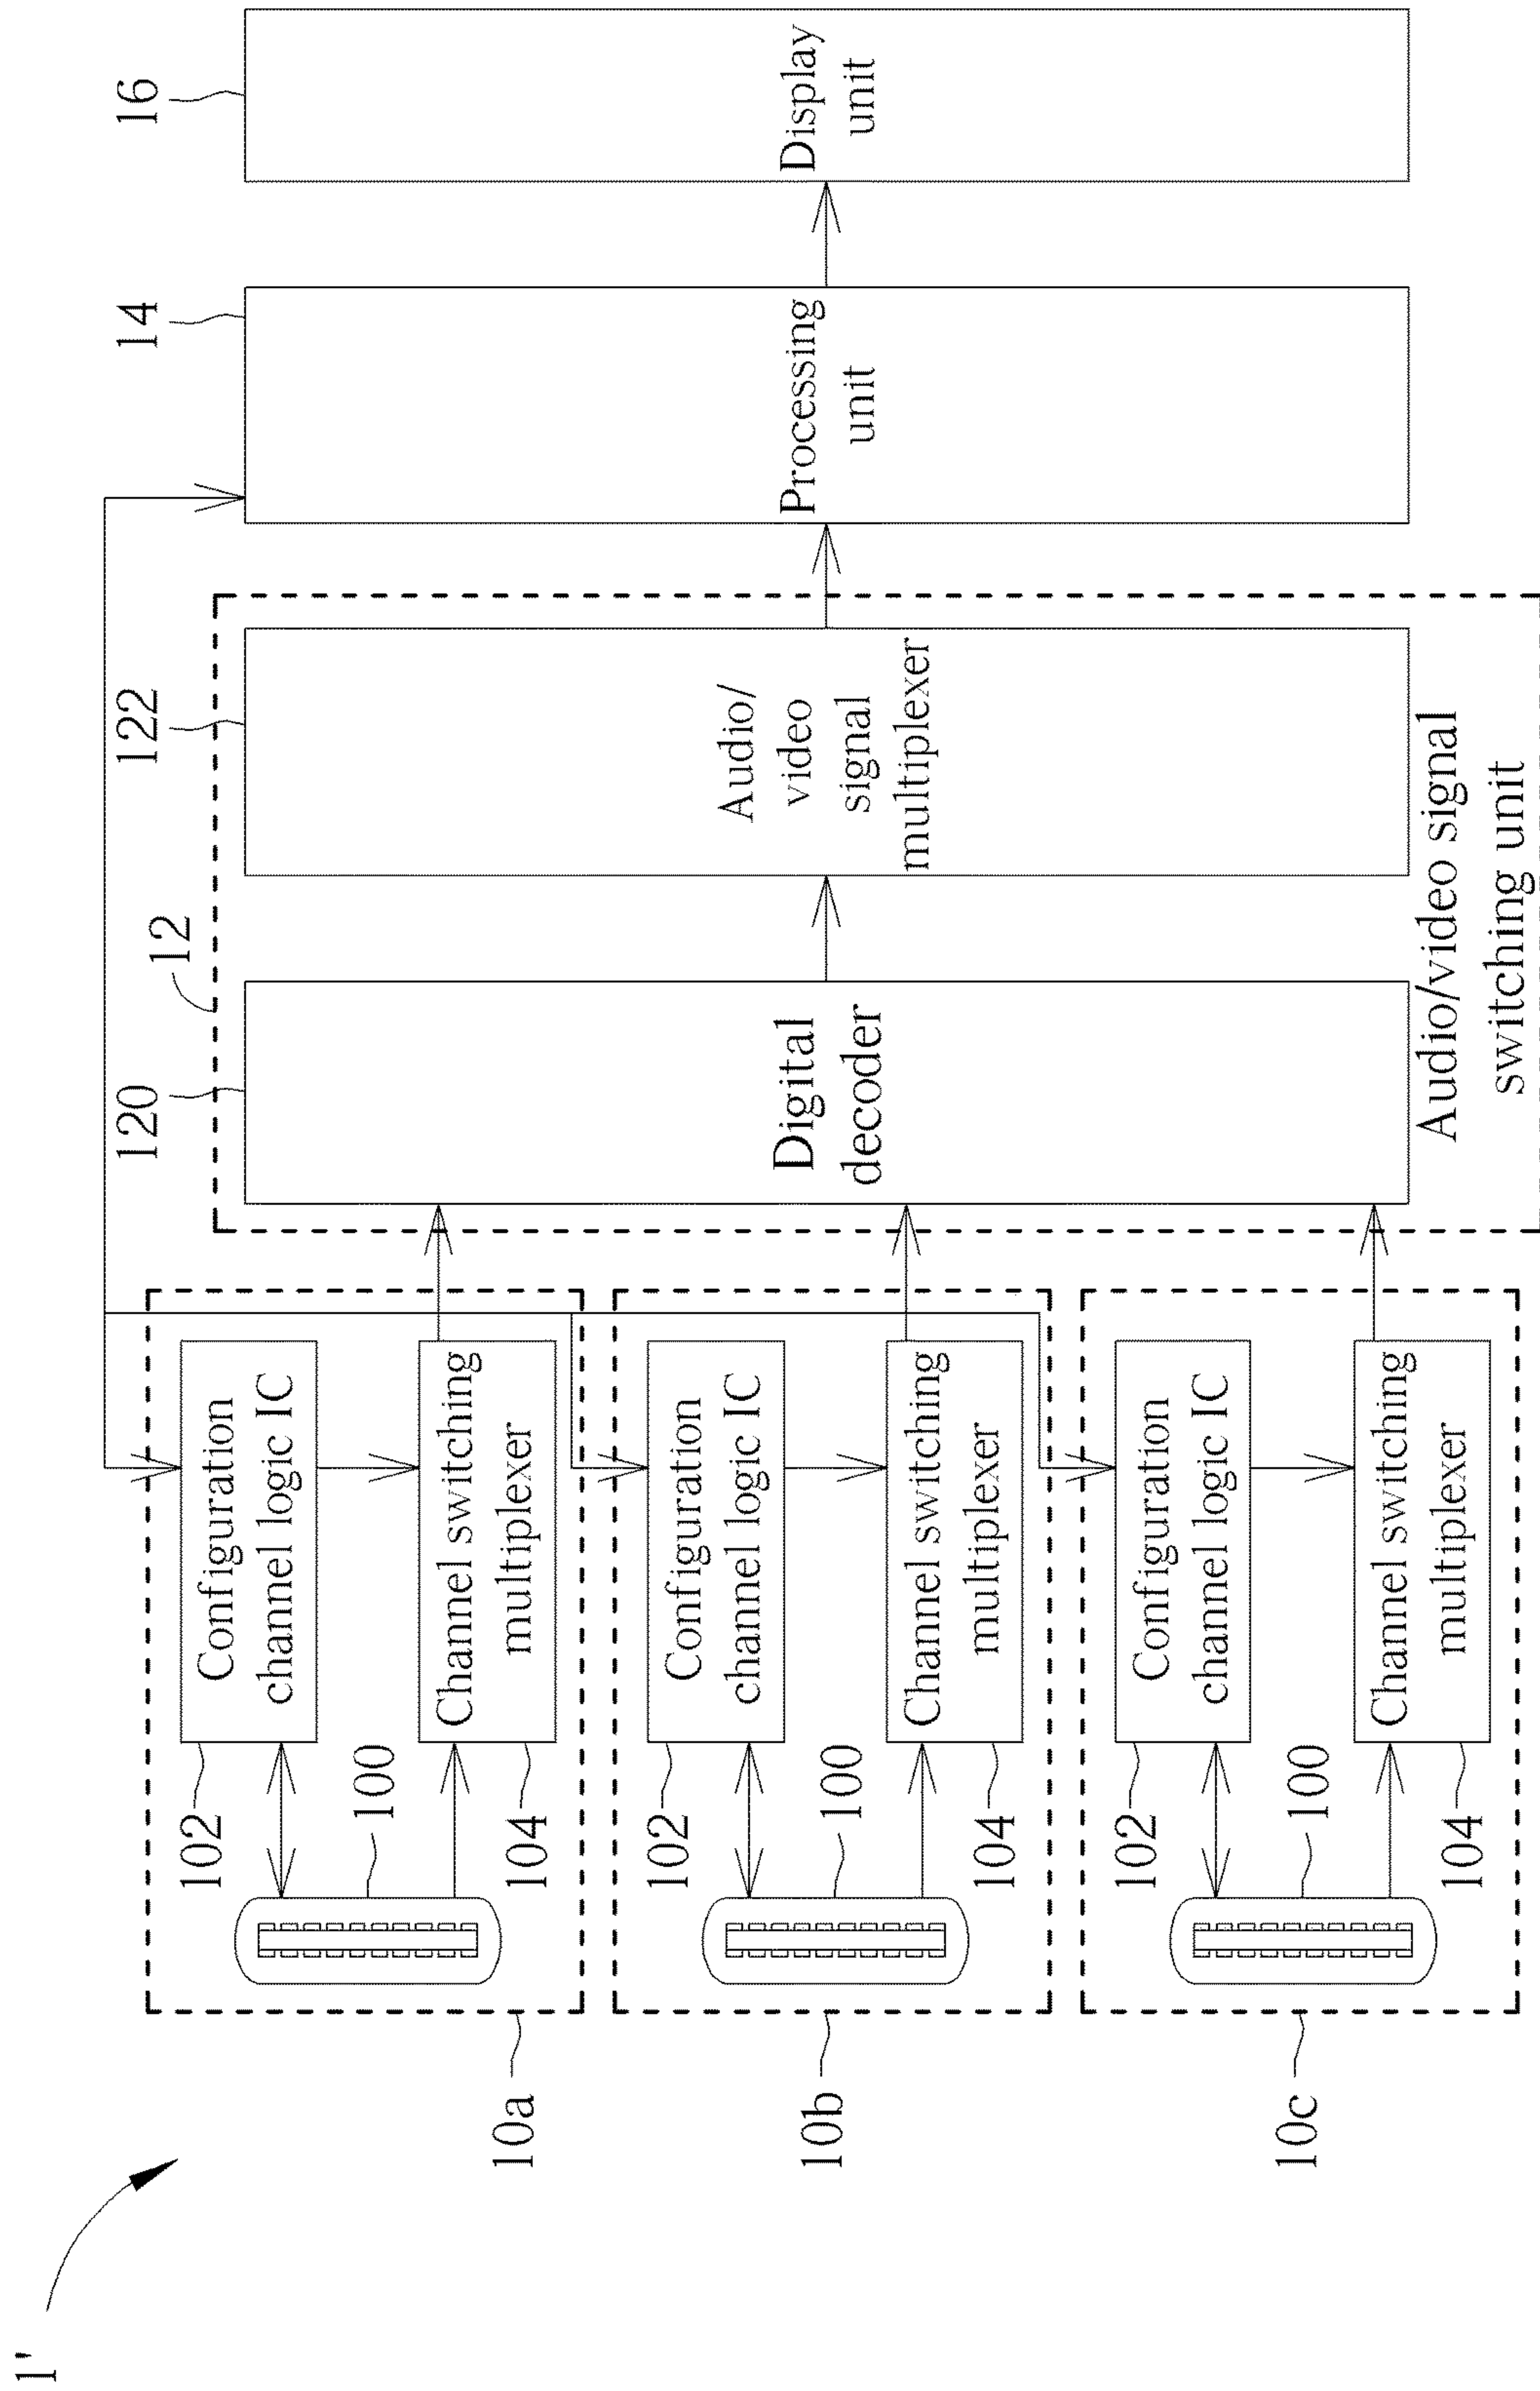 1'
10a
102
Configuration
channel logic IC
100
104
Channel switching
multiplexer
10b
102
Configuration
channel logic IC
100
104
Channel switching
multiplexer
10c
102
Configuration
channel logic IC
100
104
Channel switching
multiplexer
12
120
Digital
decoder
122
Audio/
video
signal
multiplexer
Audio/video signal
switching unit
14
Processing
unit
16
Display
unit